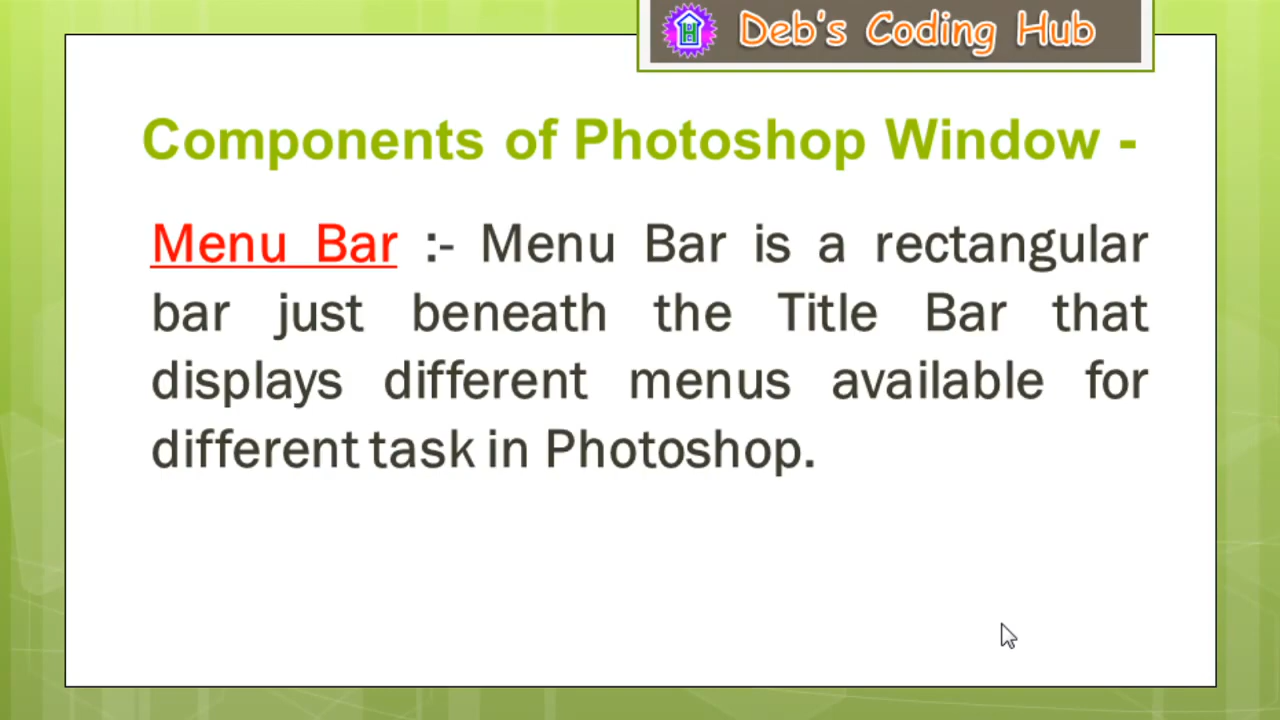 Deb's Coding Hub
Components of Photoshop Window -
Menu Bar :- Menu Bar is a rectangular
bar just beneath the Title Bar that
displays different menus available for
different task in Photoshop.